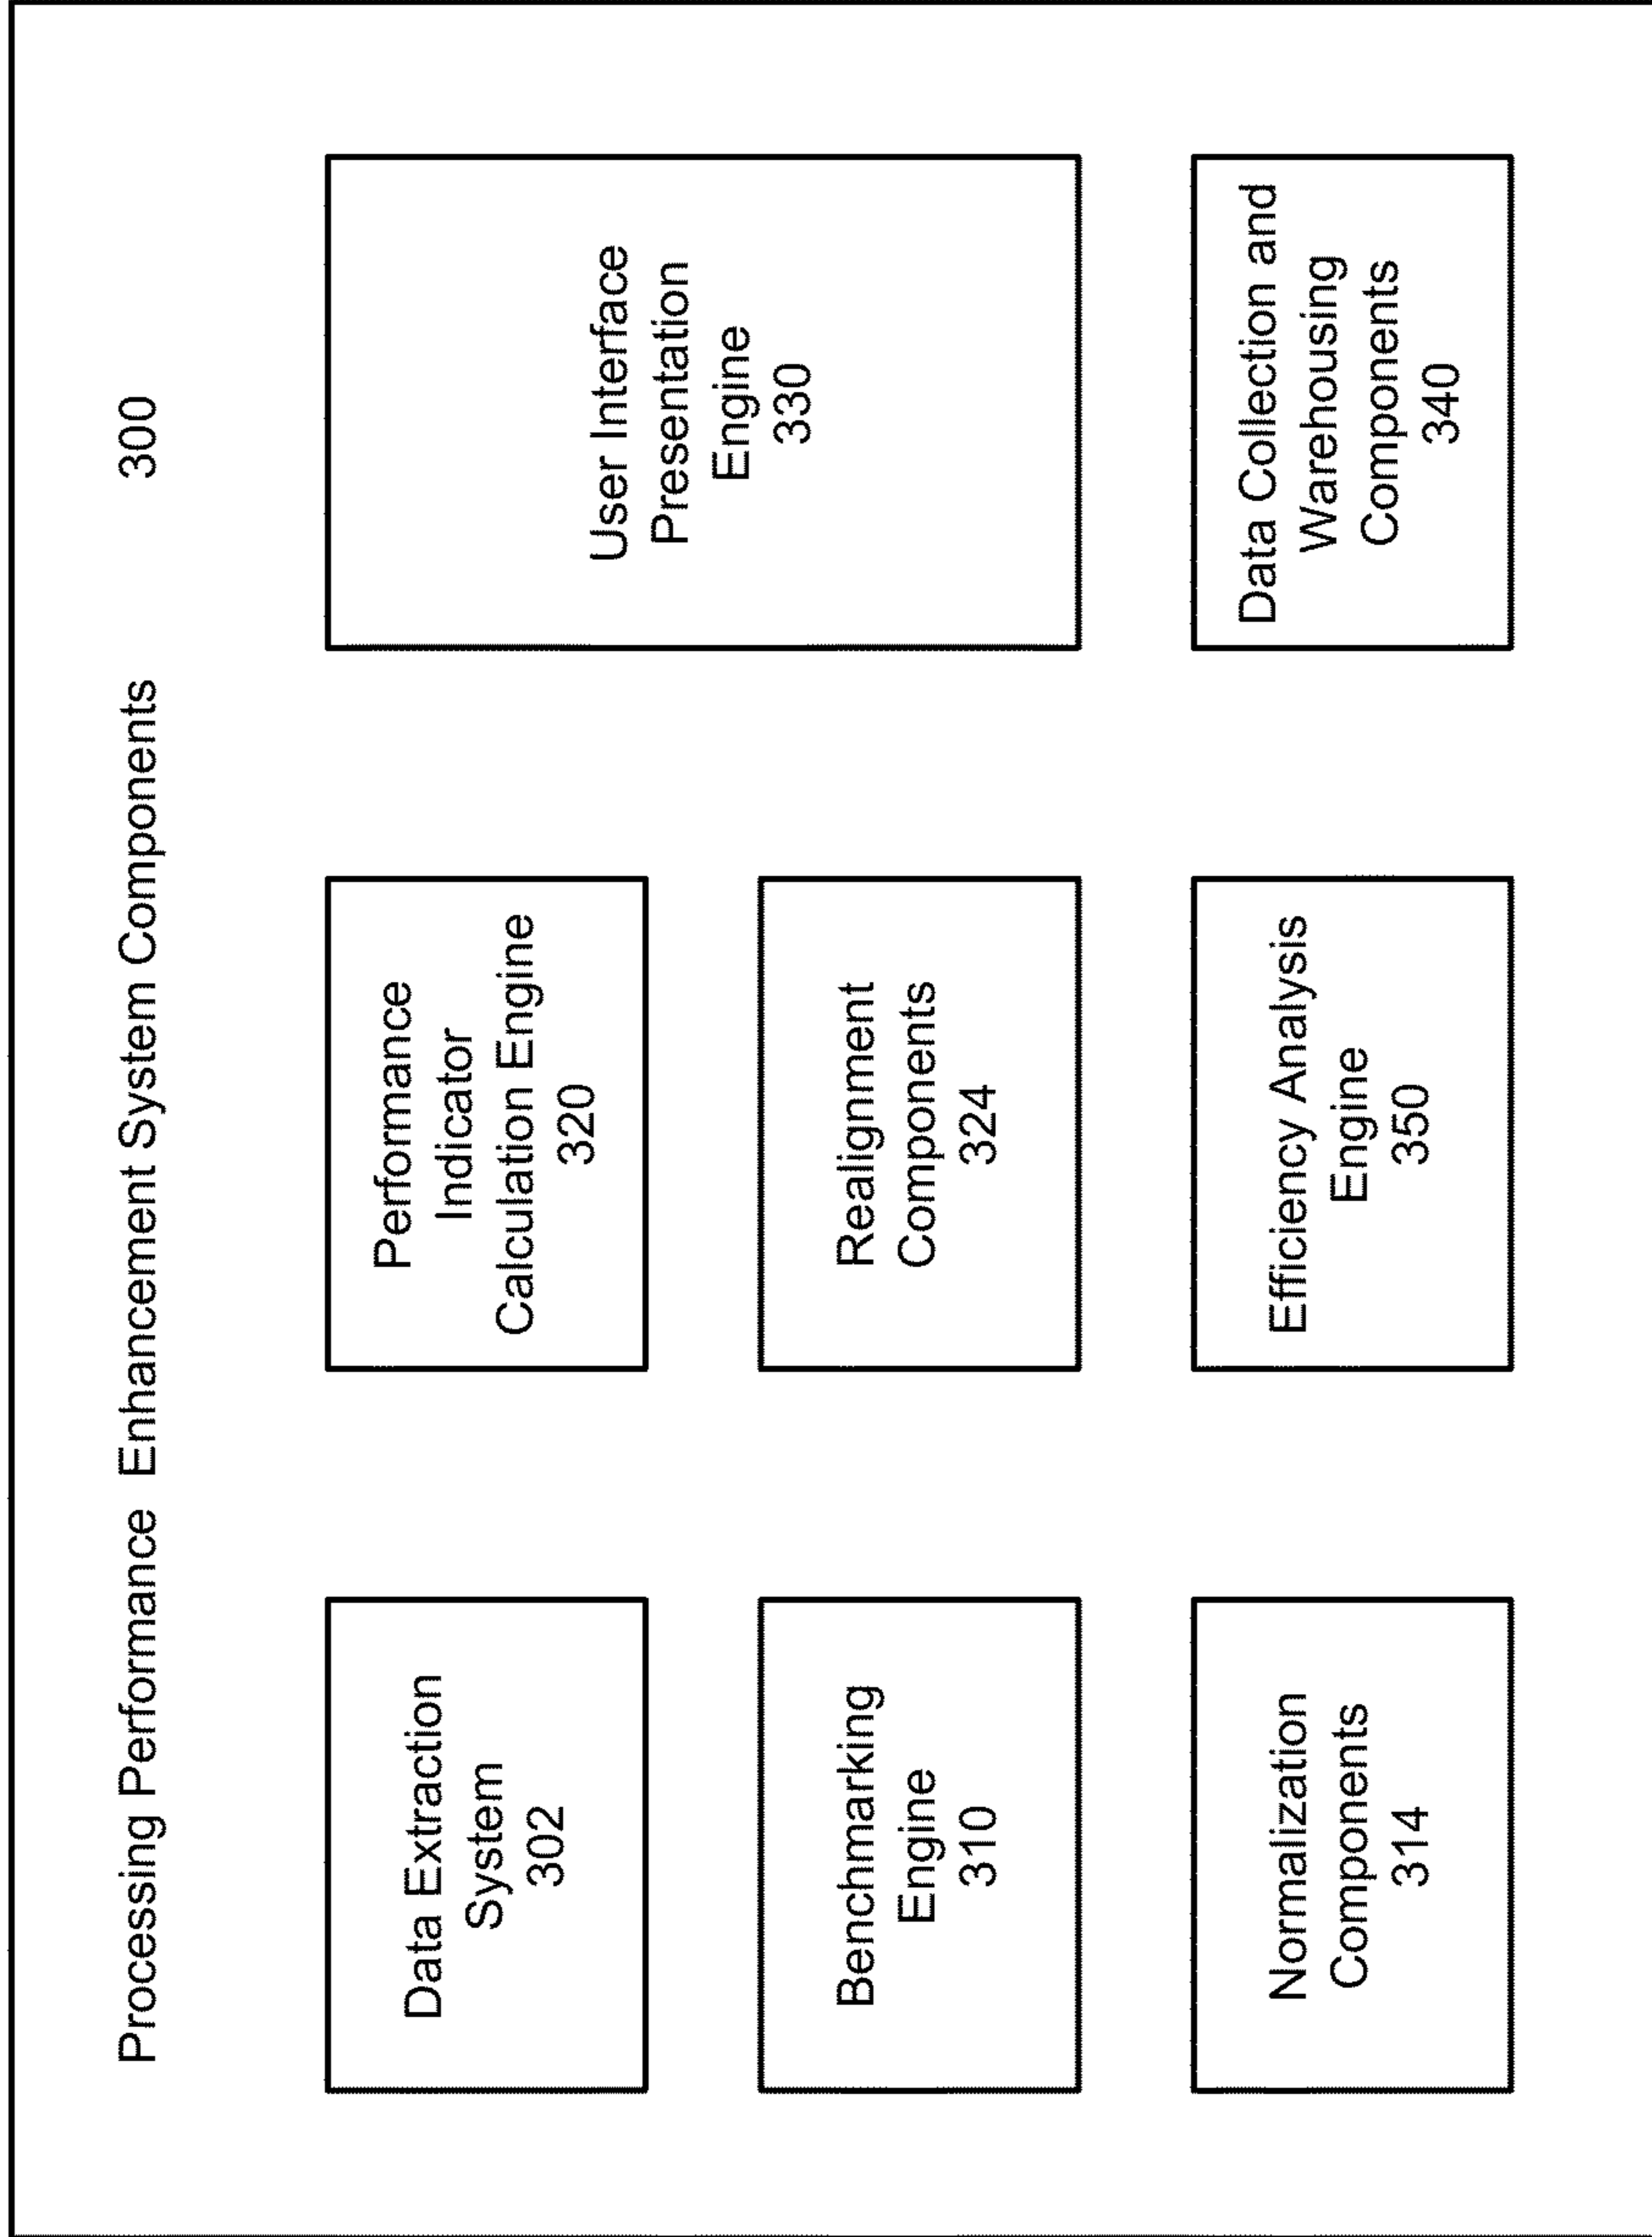 Processing Performance Enhancement System Components 300
Data Extraction
System
302
Performance
Indicator
Calculation Engine
320
User Interface
Presentation
Engine
330
Benchmarking
Engine
310
Realignment
Components
324
Normalization
Components
314
Efficiency Analysis
Engine
350
Data Collection and
Warehousing
Components
340